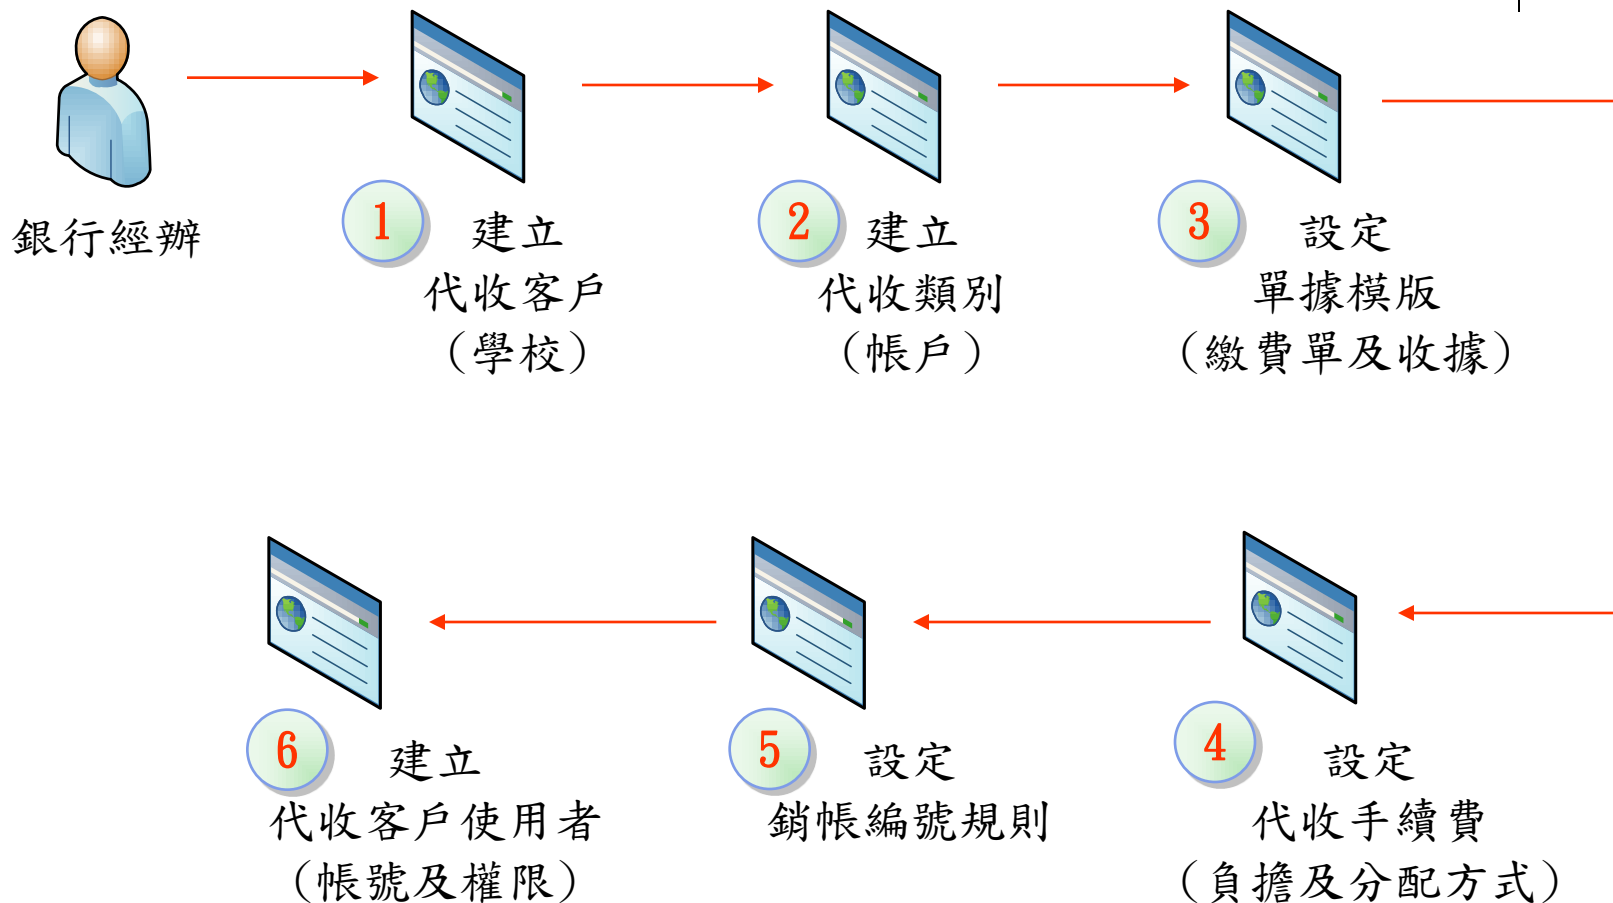 銀行經辦
1
建立
代收客戶
（學校）
2
建立
代收類別
（帳戶）
3
設定
單據模版
（繳費單及收據）
4
設定
代收手續費
（負擔及分配方式）
5
設定
銷帳編號規則
6
建立
代收客戶使用者
（帳號及權限）